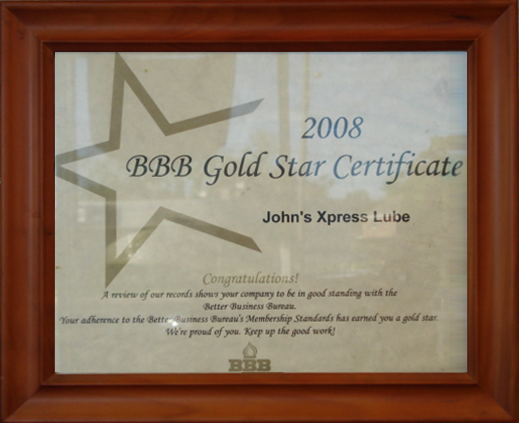 2008
BBB Gold Star Certificate
John's Xpress Lube
Congratulations!
A review of our records shows your company to be in good standing with the
Better Business Bureau.
Your adherence to the Better Business Bureau's Membership Standards has earned you a gold star.
We're proud of you. Keep up the good work!
BBB